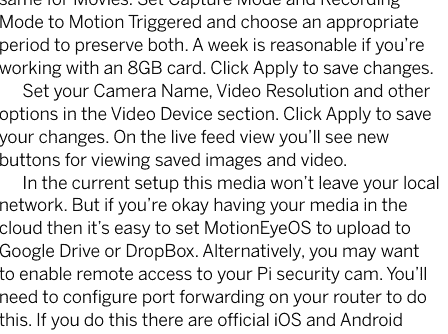 same for Movies. Set Capture Mode and Recording
Mode to Motion Triggered and choose an appropriate
period to preserve both. A week is reasonable if you're
working with an 8GB card. Click Apply to save changes.
Set your Camera Name, Video Resolution and other
options in the Video Device section. Click Apply to save
your changes. On the live feed view you'll see new
buttons for viewing saved images and video.
In the current setup this media won't leave your local
network. But if you're okay having your media in the
cloud then it's easy to set MotionEyeOS to upload to
Google Drive or DropBox. Alternatively, you may want
to enable remote access to your Pi security cam. You'll
need to configure port forwarding on your router to do
this. If you do this there are official iOS and Android